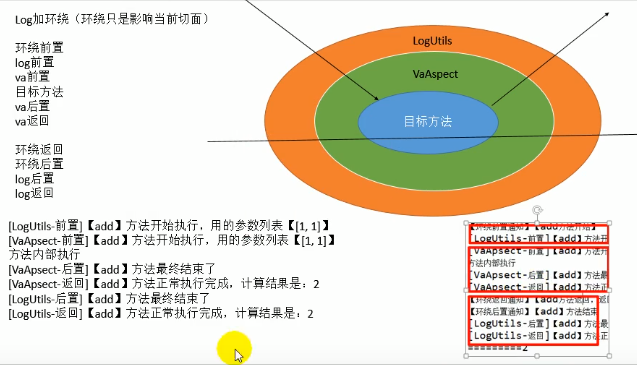 Log加环绕（环绕只是影响当前切面）
环绕前置
log前置
va前置
目标方法
va后置
va返回
环绕返回
环绕后置
log后置
log返回
LogUtils
VaAspect
目标方法
[LogUtils-前置]【add】方法开始执行，用的参数列表【[1, 1]】
[VaApsect-前置]【add】方法开始执行，用的参数列表【[1, 1]】
方法内部执行
[VaApsect-后置]【add】方法最终结束了
[VaApsect-返回]【add】方法正常执行完成，计算结果是：2
[LogUtils-后置]【add】方法最终结束了
[LogUtils-返回]【add】方法正常执行完成，计算结果是：2
【环绕前置通知】【add方法开始】
[LogUtils-前置]【add】方法开
[VaApsect-前置]【add】方法开
方法内部执行
[VaApsect-后置]【add】方法最
[VaApsect-返回]【add】方法正
【环绕返回通知】【add方法返回，返
【环绕后置通知】【add】方法结束
[LogUtils-后置]【add】方法最
[LogUtils-返回]【add】方法正
=========2